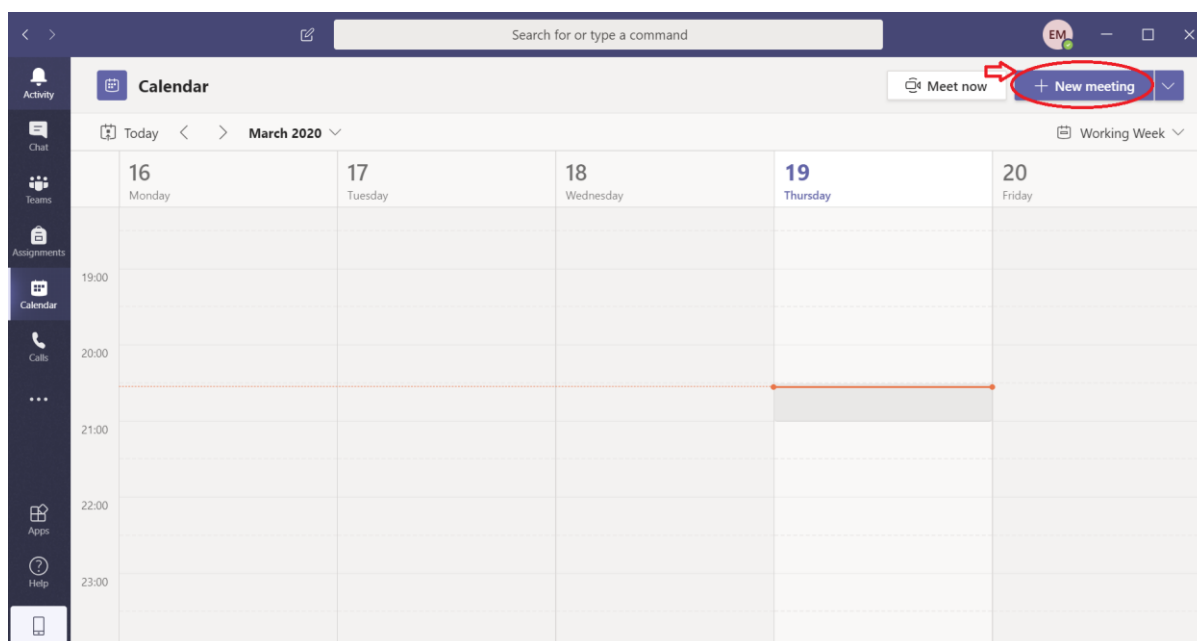 Search for or type a command
EM
Activity
Chat
Teams
Assignments
Calendar
Calls
Apps
Help
Calendar
Meet now
+ New meeting
Today
March 2020
Working Week
16
Monday
17
Tuesday
18
Wednesday
19
Thursday
20
Friday
19:00
20:00
21:00
22:00
23:00